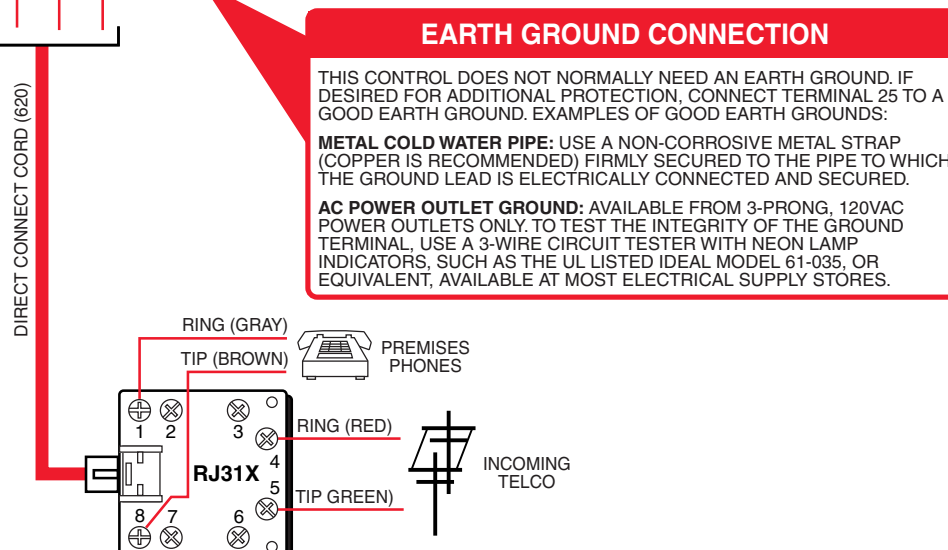 EARTH GROUND CONNECTION
THIS CONTROL DOES NOT NORMALLY NEED AN EARTH GROUND. IF
DESIRED FOR ADDITIONAL PROTECTION, CONNECT TERMINAL 25 TO A
GOOD EARTH GROUND. EXAMPLES OF GOOD EARTH GROUNDS:
METAL COLD WATER PIPE: USE A NON-CORROSIVE METAL STRAP
(COPPER IS RECOMMENDED) FIRMLY SECURED TO THE PIPE TO WHICH
THE GROUND LEAD IS ELECTRICALLY CONNECTED AND SECURED.
AC POWER OUTLET GROUND: AVAILABLE FROM 3-PRONG, 120VAC
POWER OUTLETS ONLY. TO TEST THE INTEGRITY OF THE GROUND
TERMINAL, USE A 3-WIRE CIRCUIT TESTER WITH NEON LAMP
INDICATORS, SUCH AS THE UL LISTED IDEAL MODEL 61-035, OR
EQUIVALENT, AVAILABLE AT MOST ELECTRICAL SUPPLY STORES.
DIRECT CONNECT CORD (620)
RING (GRAY)
TIP (BROWN)
PREMISES
PHONES
1 2 3
RING (RED)
4
RJ31X
5
TIP GREEN)
INCOMING
TELCO
8 7 6